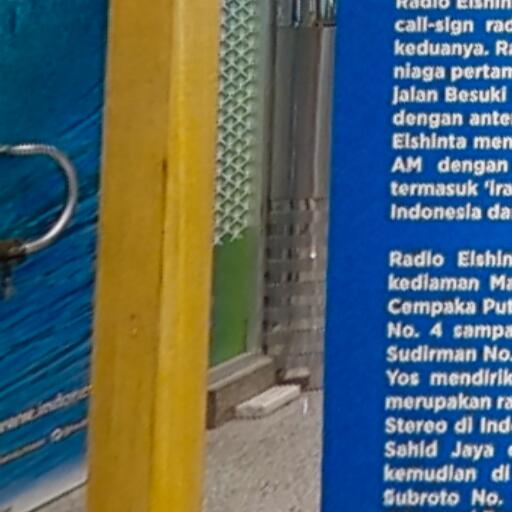 Radio Elshin
call-sign rad
keduanya. Ra
niaga pertam
Jalan Besuki
dengan anter
Elshinta men
AM dengan
termasuk 'Ira
Indonesia da
Radio Elshin
kediaman Ma
Cempaka Put
No. 4 sampa
Sudirman No.
Yos mendirik
merupakan ra
Stereo di Ind
Sahid Jaya
kemudian di
Subroto No.